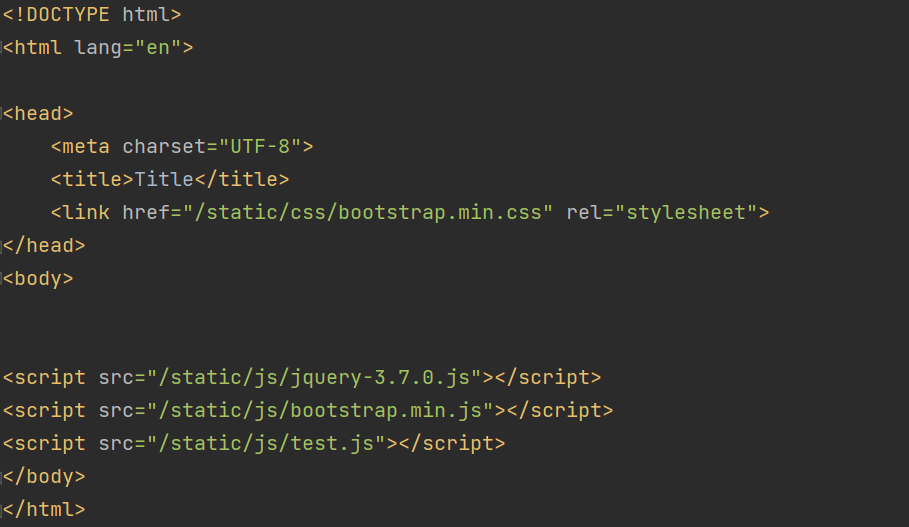 <!DOCTYPE html>
<html lang="en">
<head>
    <meta charset="UTF-8">
    <title>Title</title>
    <link href="/static/css/bootstrap.min.css" rel="stylesheet">
</head>
<body>
<script src="/static/js/jquery-3.7.0.js"></script>
<script src="/static/js/bootstrap.min.js"></script>
<script src="/static/js/test.js"></script>
</body>
</html>